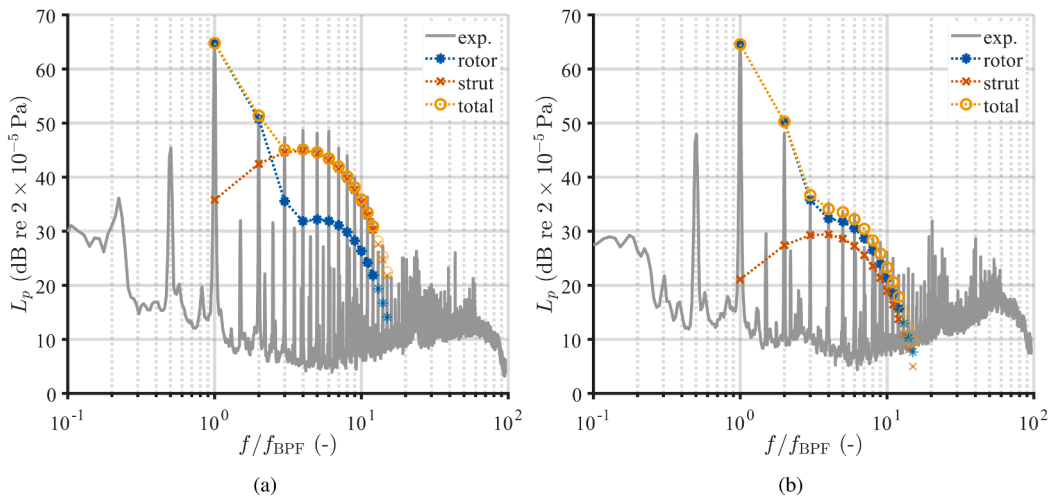 70
60
50
40
30
20
10
0
L_p (dB re 2 × 10^-5 Pa)
exp.
rotor
strut
total
10^-1
10^0
10^1
10^2
f/f_BPF (-)
(a)
70
60
50
40
30
20
10
0
L_p (dB re 2 × 10^-5 Pa)
exp.
rotor
strut
total
10^-1
10^0
10^1
10^2
f/f_BPF (-)
(b)